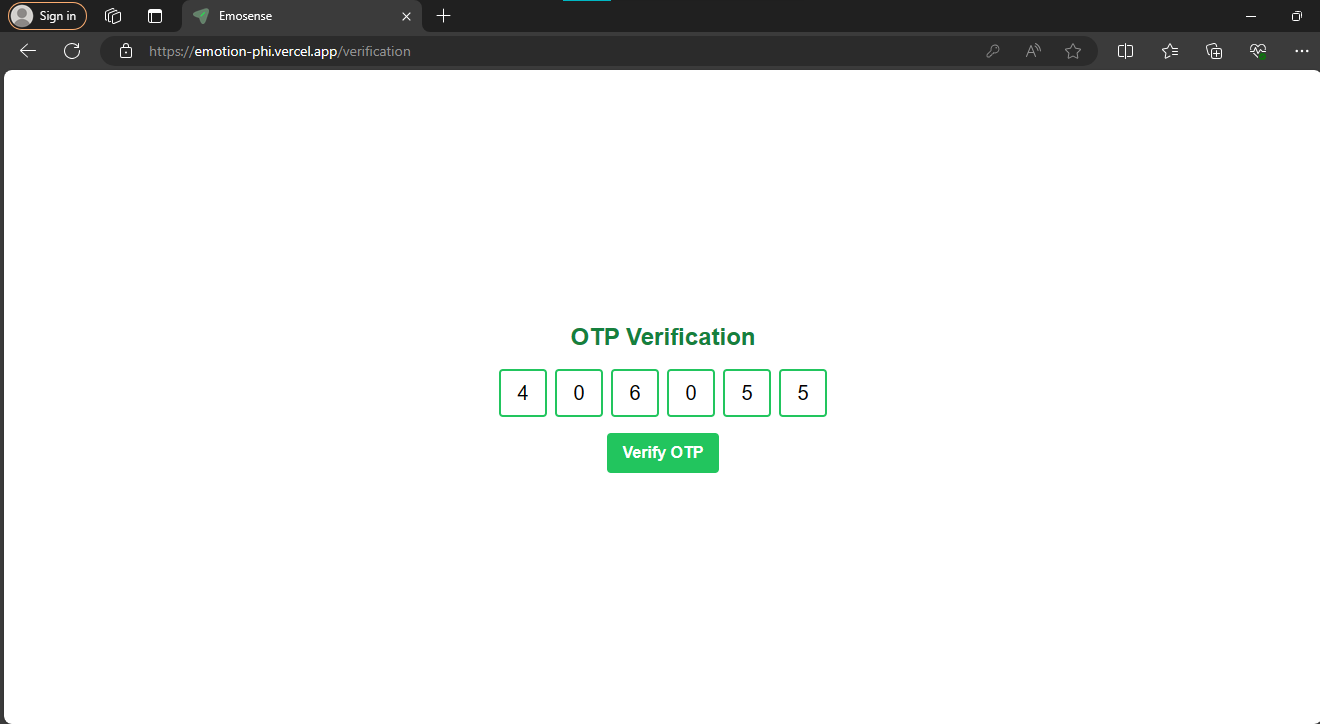 Sign in
Emosense
https://emotion-phi.vercel.app/verification
OTP Verification
4 0 6 0 5 5
Verify OTP